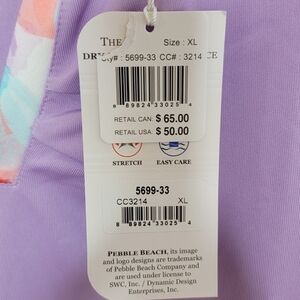 THE
Size : XL
DRY
CE
Sty# : 5699-33 CC# : 3214
8 89824 33025 4
RETAIL CAN: $ 65.00
RETAIL USA: $ 50.00
STRETCH EASY CARE
5699-33
CC3214 XL
8 89824 33025 4
PEBBLE BEACH, its image
and logo designs are trademarks
of Pebble Beach Company and
are used under license to
SWC, Inc. / Dynamic Design
Enterprises, Inc.